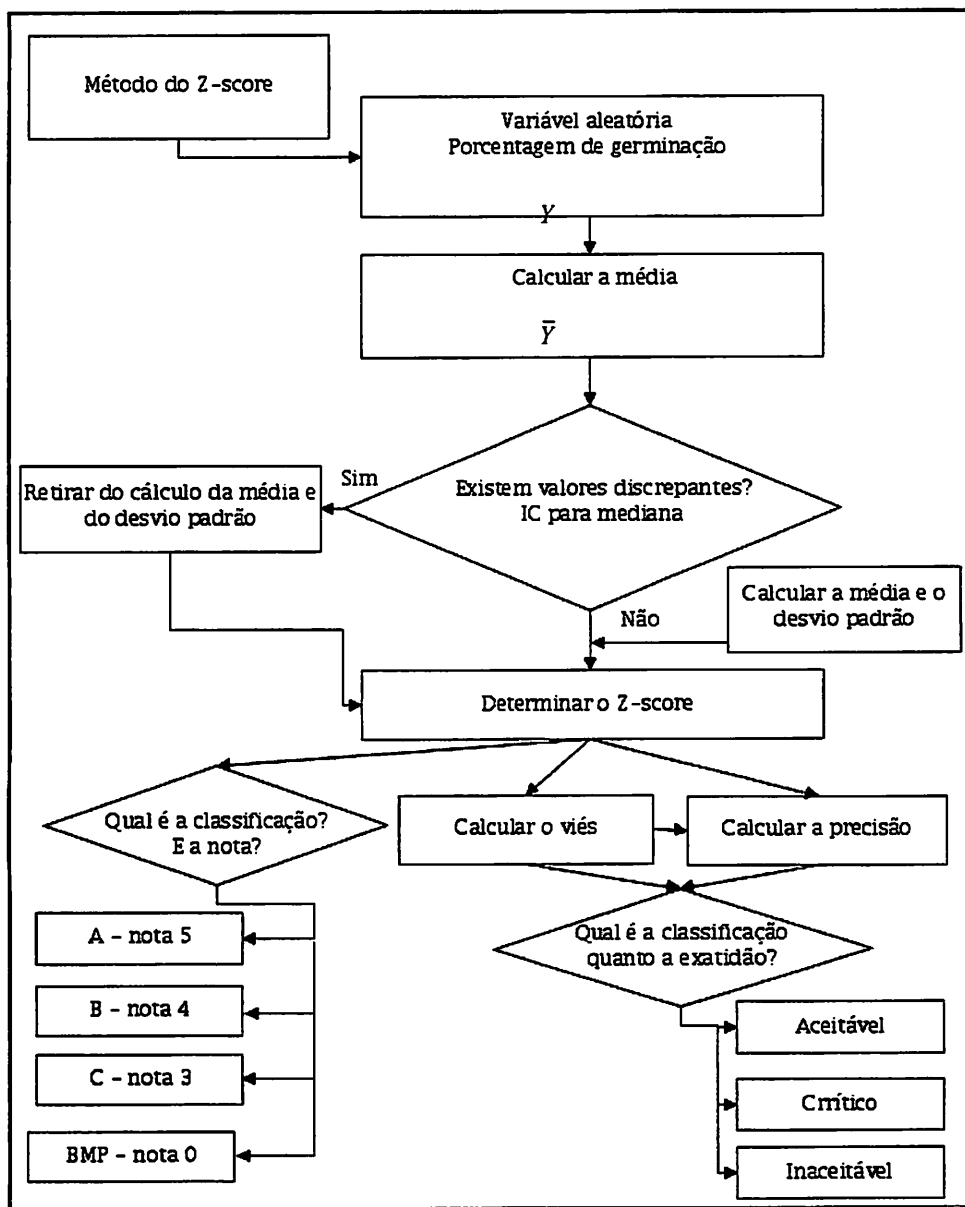 Método do Z-score
Variável aleatória
Porcentagem de germinação
Y
Calcular a média
Ȳ
Existem valores discrepantes?
IC para mediana
Sim
Retirar do cálculo da média e
do desvio padrão
Não
Calcular a média e o
desvio padrão
Determinar o Z-score
Qual é a classificação?
E a nota?
Calcular o viés
Calcular a precisão
A - nota 5
B - nota 4
C - nota 3
BMP - nota 0
Qual é a classificação
quanto a exatidão?
Aceitável
Crrítico
Inaceitável